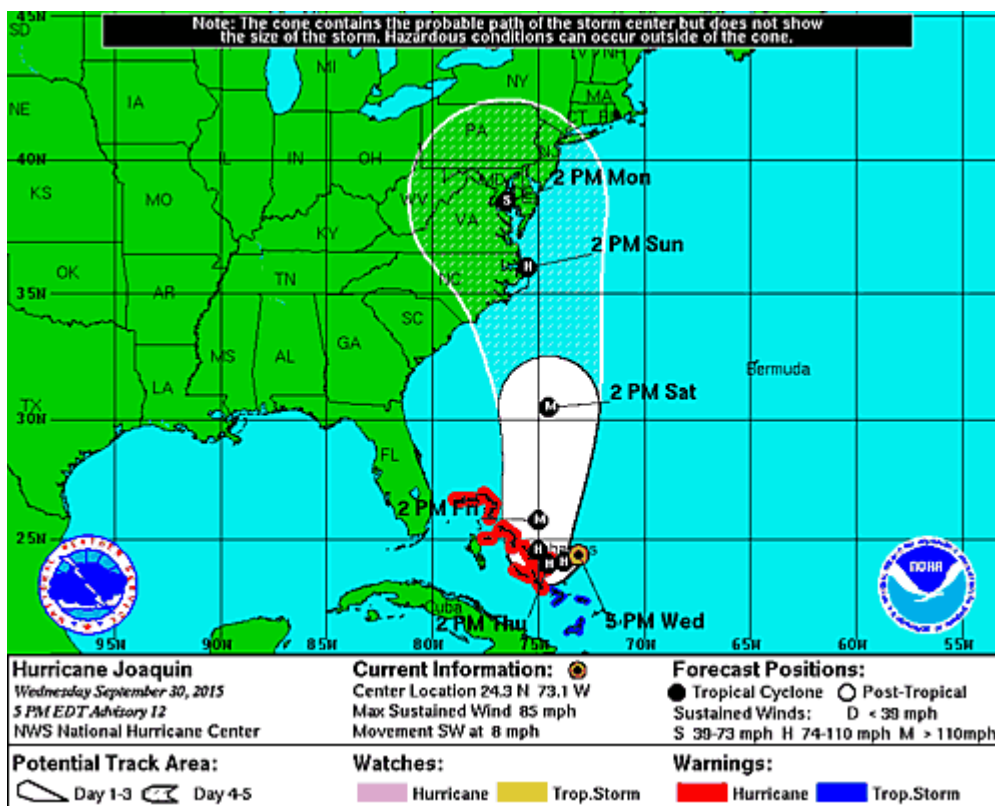 Note: The cone contains the probable path of the storm center but does not show
the size of the storm. Hazardous conditions can occur outside of the cone.
45N
SD
MI
NY
VT
NH
MA
NE
IA
PA
CT
40N
IL
IN
OH
NJ
KS
MO
WV
MD
DE
2 PM Mon
VA
KY
2 PM Sun
OK
TN
NC
AR
35N
SC
MS
AL
GA
Bermuda
LA
2 PM Sat
TX
30N
FL
2 PM Fri
25N
NOAA
Cuba
2 PM Thu
5 PM Wed
95W
90W
85W
80W
75W
70W
65W
60W
55W
Hurricane Joaquin
Wednesday September 30, 2015
5 PM EDT Advisory 12
NWS National Hurricane Center
Current Information:
Center Location 24.3 N 73.1 W
Max Sustained Wind 85 mph
Movement SW at 8 mph
Forecast Positions:
Tropical Cyclone Post-Tropical
Sustained Winds: D < 39 mph
S 39-73 mph H 74-110 mph M > 110mph
Potential Track Area:
Day 1-3 Day 4-5
Watches:
Hurricane Trop.Storm
Warnings:
Hurricane Trop.Storm